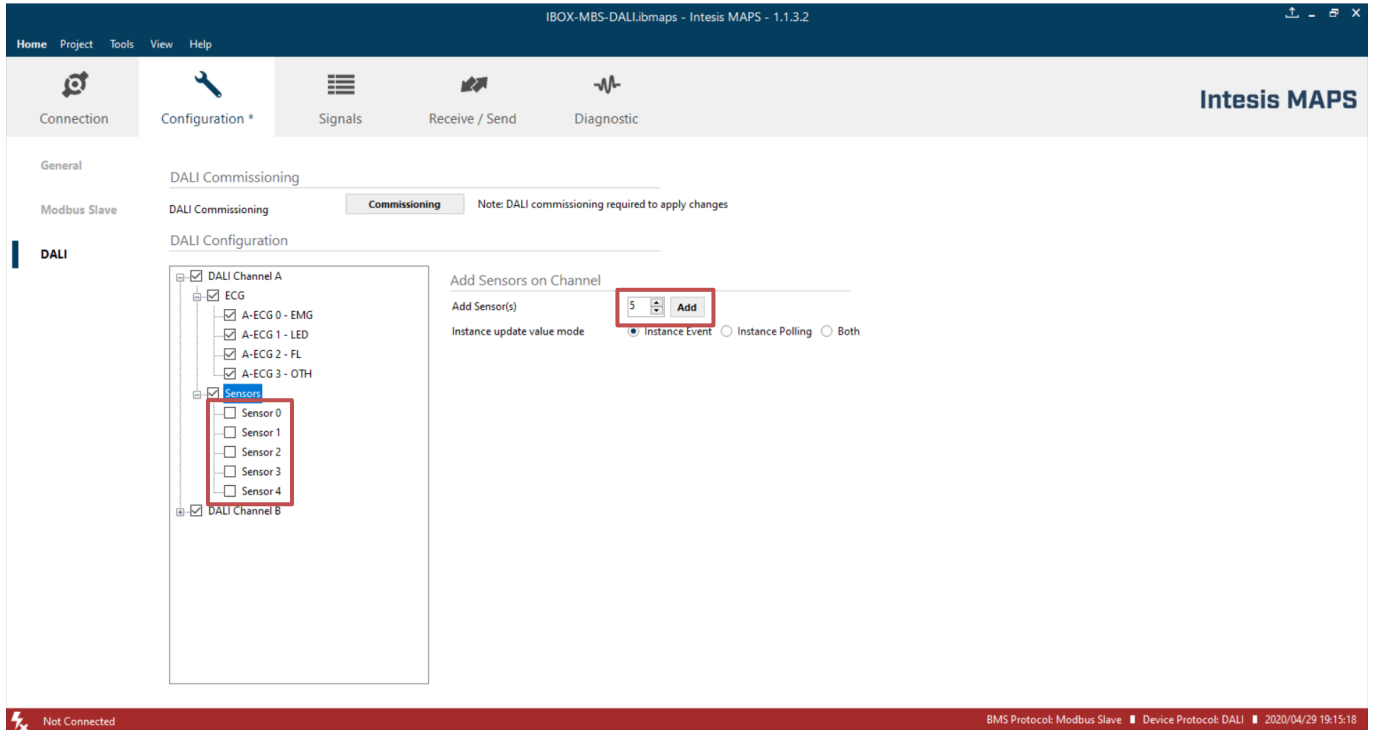 IBOX-MBS-DALI.ibmaps - Intesis MAPS - 1.1.3.2
Home Project Tools View Help
Connection Configuration * Signals Receive / Send Diagnostic
Intesis MAPS
General
Modbus Slave
DALI
DALI Commissioning
DALI Commissioning Commissioning Note: DALI commissioning required to apply changes
DALI Configuration
DALI Channel A
ECG
A-ECG 0 - EMG
A-ECG 1 - LED
A-ECG 2 - FL
A-ECG 3 - OTH
Sensors
Sensor 0
Sensor 1
Sensor 2
Sensor 3
Sensor 4
DALI Channel B
Add Sensors on Channel
Add Sensor(s) 5 Add
Instance update value mode Instance Event Instance Polling Both
Not Connected
BMS Protocol: Modbus Slave Device Protocol: DALI 2020/04/29 19:15:18